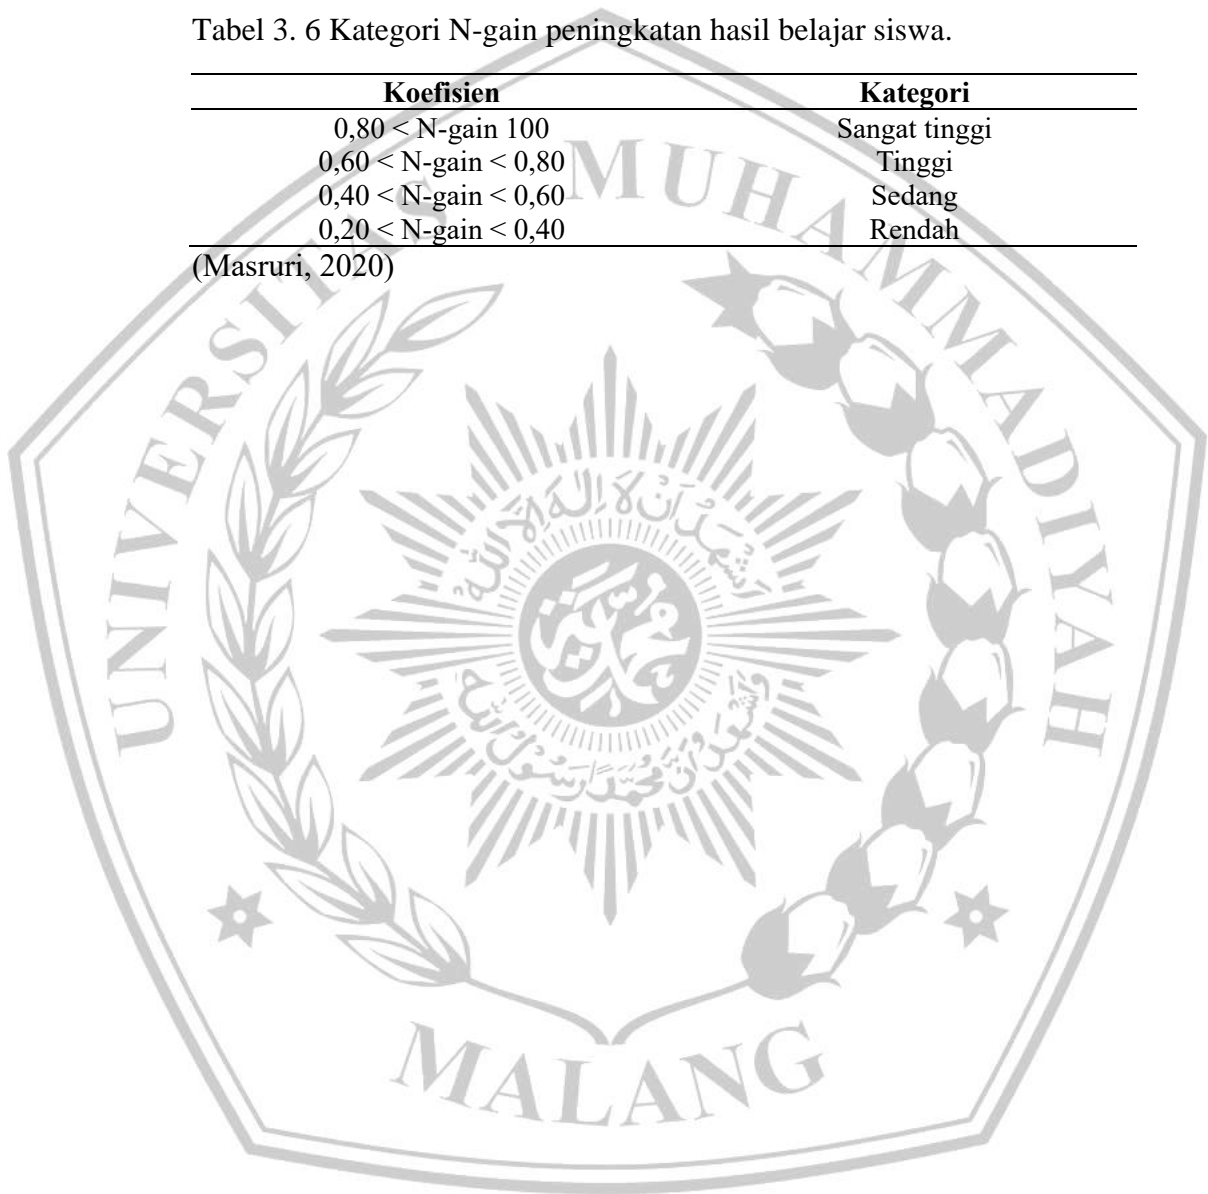 Tabel 3. 6 Kategori N-gain peningkatan hasil belajar siswa.
Koefisien Kategori
0,80 < N-gain 100 Sangat tinggi
0,60 < N-gain < 0,80 Tinggi
0,40 < N-gain < 0,60 Sedang
0,20 < N-gain < 0,40 Rendah
(Masruri, 2020)
UNIVERSITAS MUHAMMADIYAH
MALANG